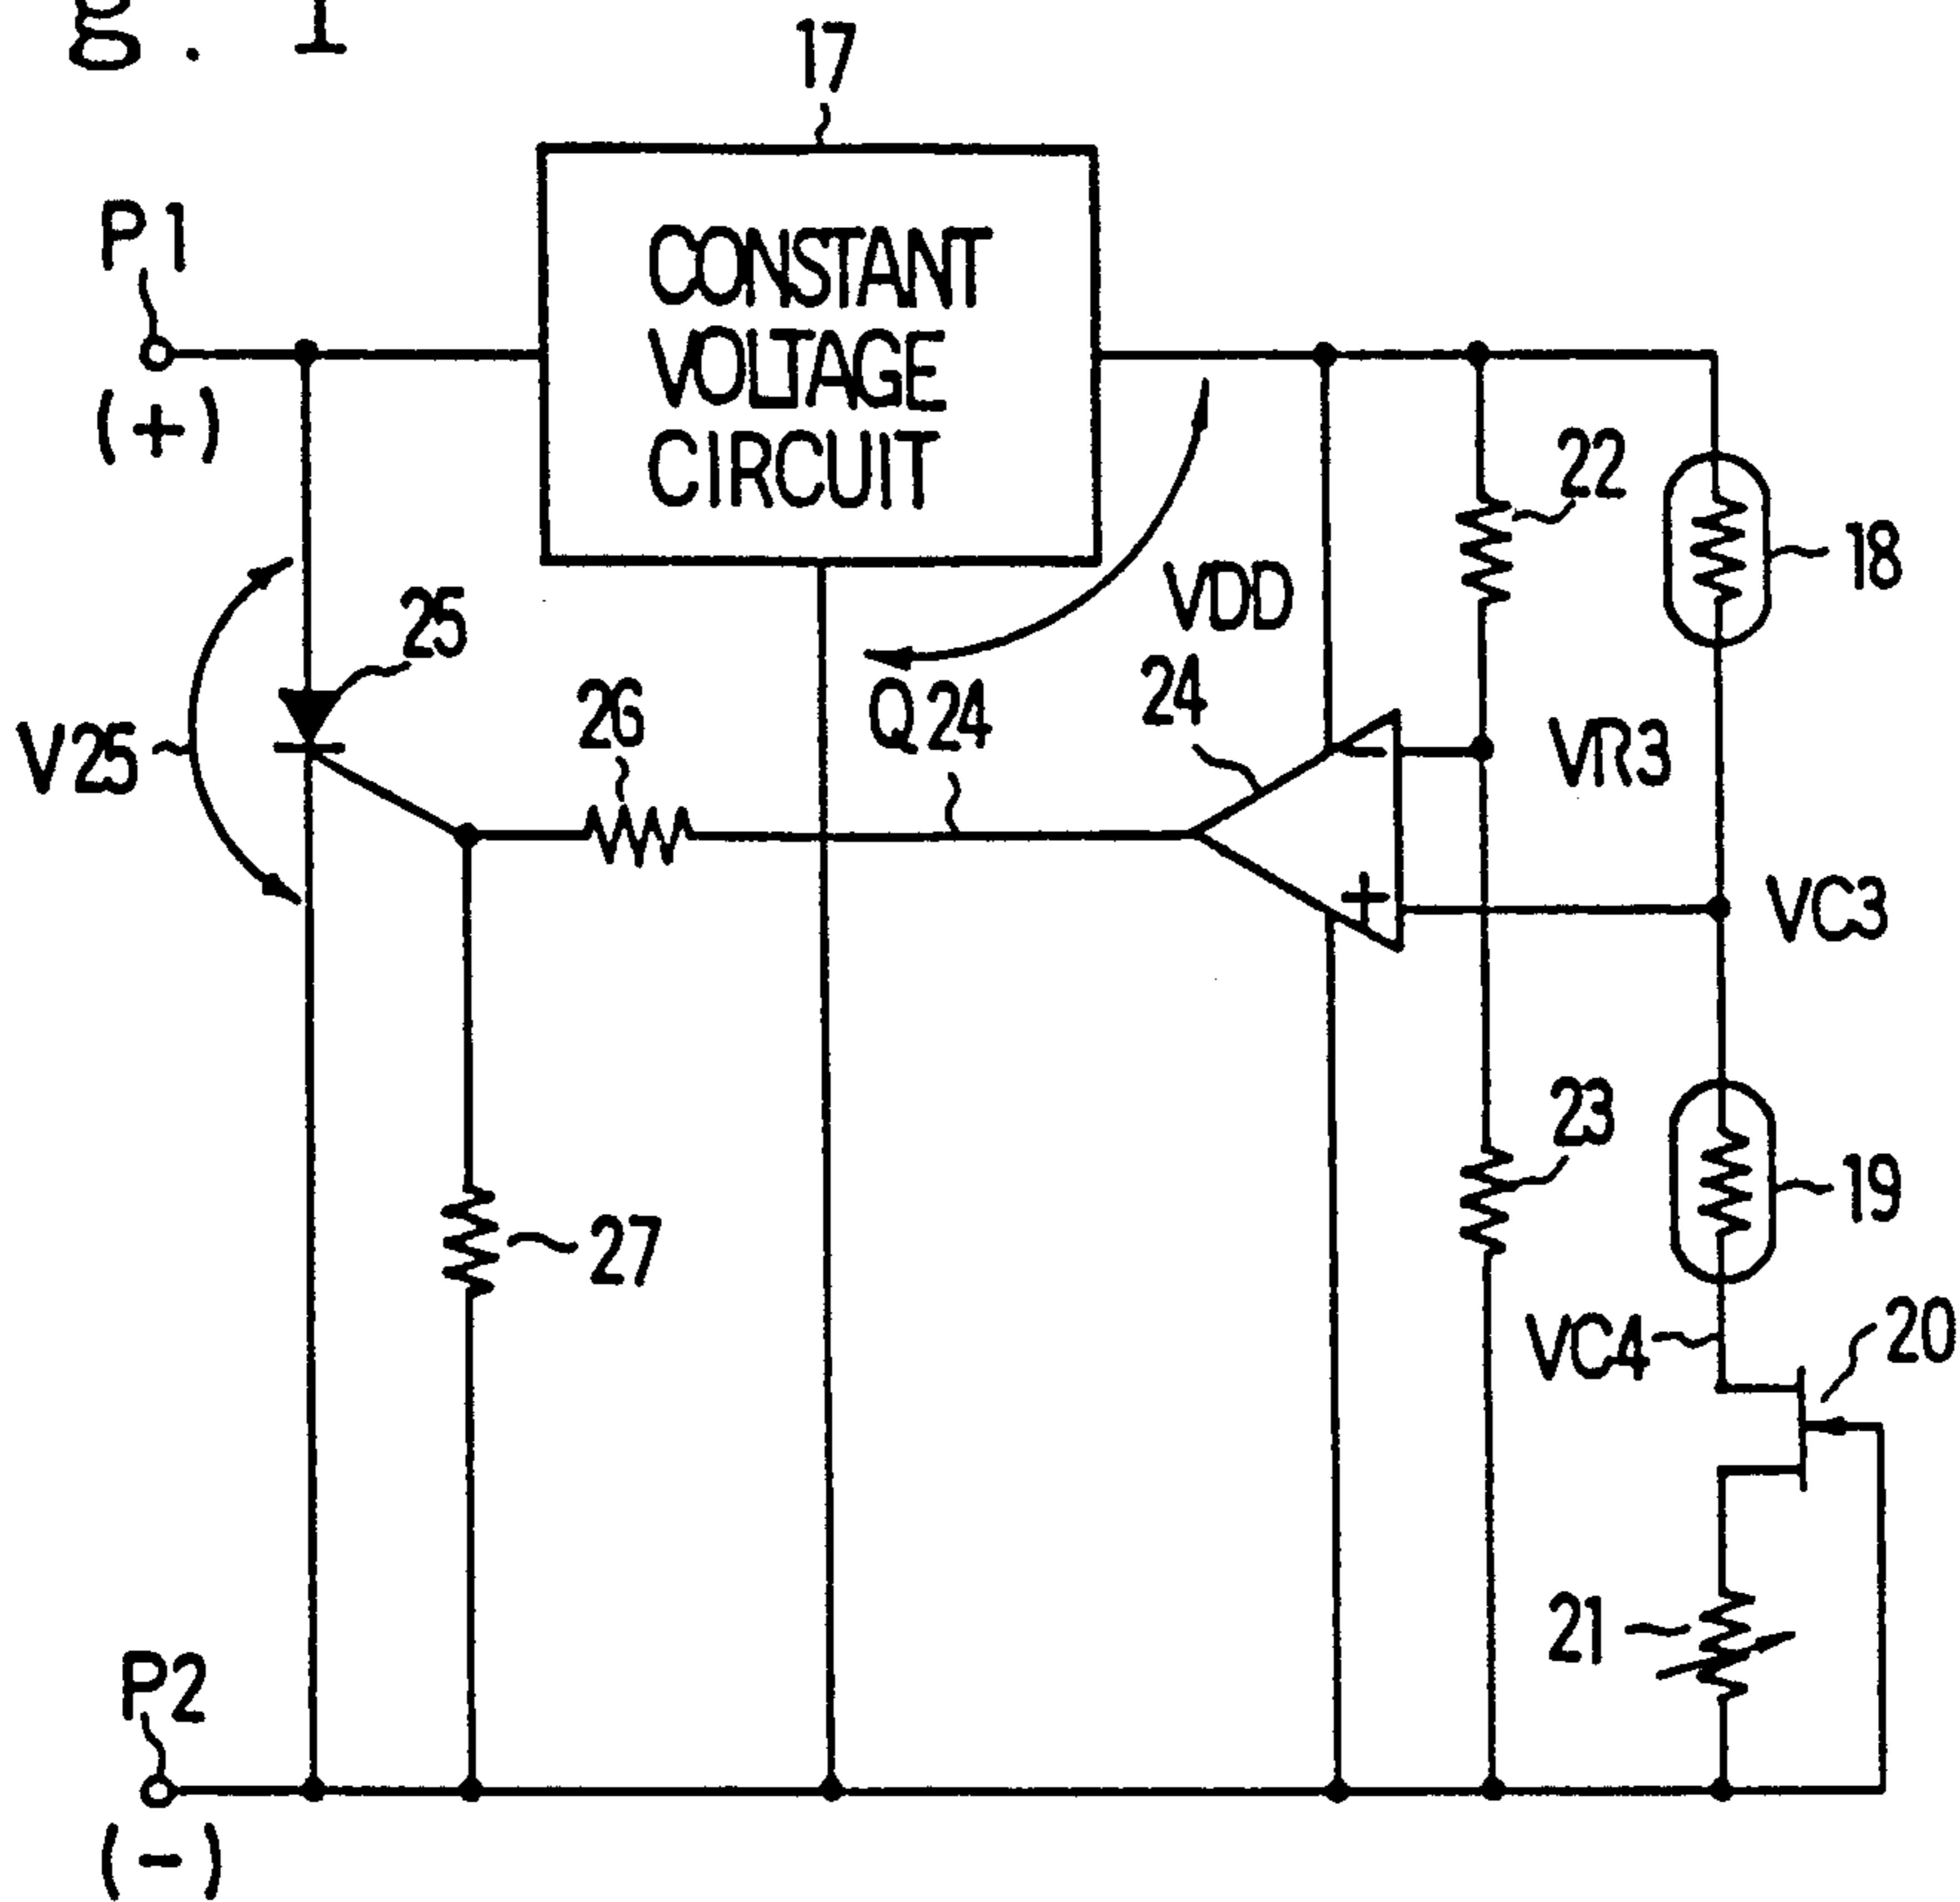 g. 1
17
P1
(+)
CONSTANT
VOLTAGE
CIRCUIT
22
18
VDD
25
26
Q24
24
V25
VR3
VC3
23
19
27
VC4
20
21
P2
(-)